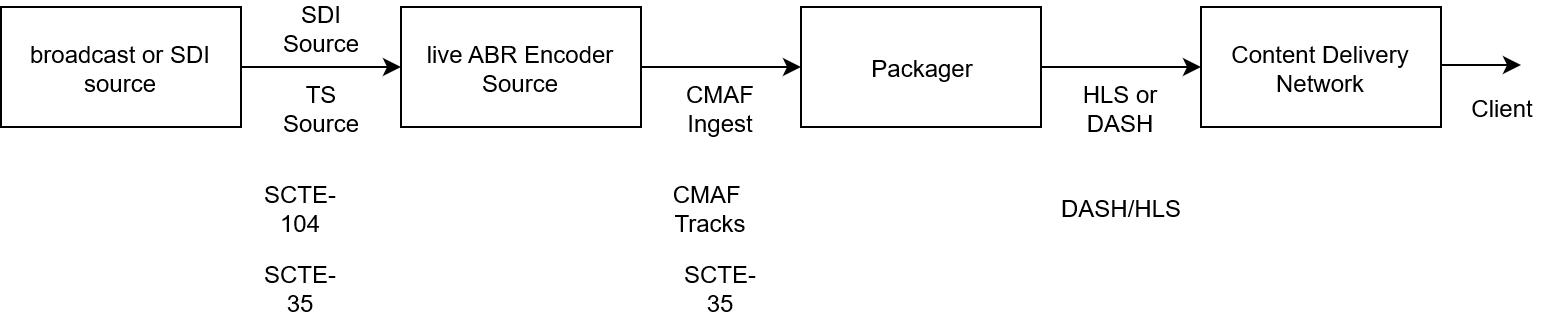 broadcast or SDI
source
SDI
Source
TS
Source
live ABR Encoder
Source
CMAF
Ingest
Packager
HLS or
DASH
Content Delivery
Network
Client
SCTE-
104
CMAF
Tracks
DASH/HLS
SCTE-
35
SCTE-
35